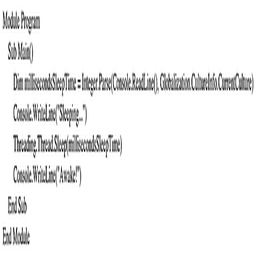 Module Program
Sub Main()
Dim millisecondsSleepTime = Integer.Parse(Console.ReadLine(), Globalization.CultureInfo.CurrentCulture)
Console.WriteLine("Sleeping...")
Threading.Thread.Sleep(millisecondsSleepTime)
Console.WriteLine("Awake!")
End Sub
End Module